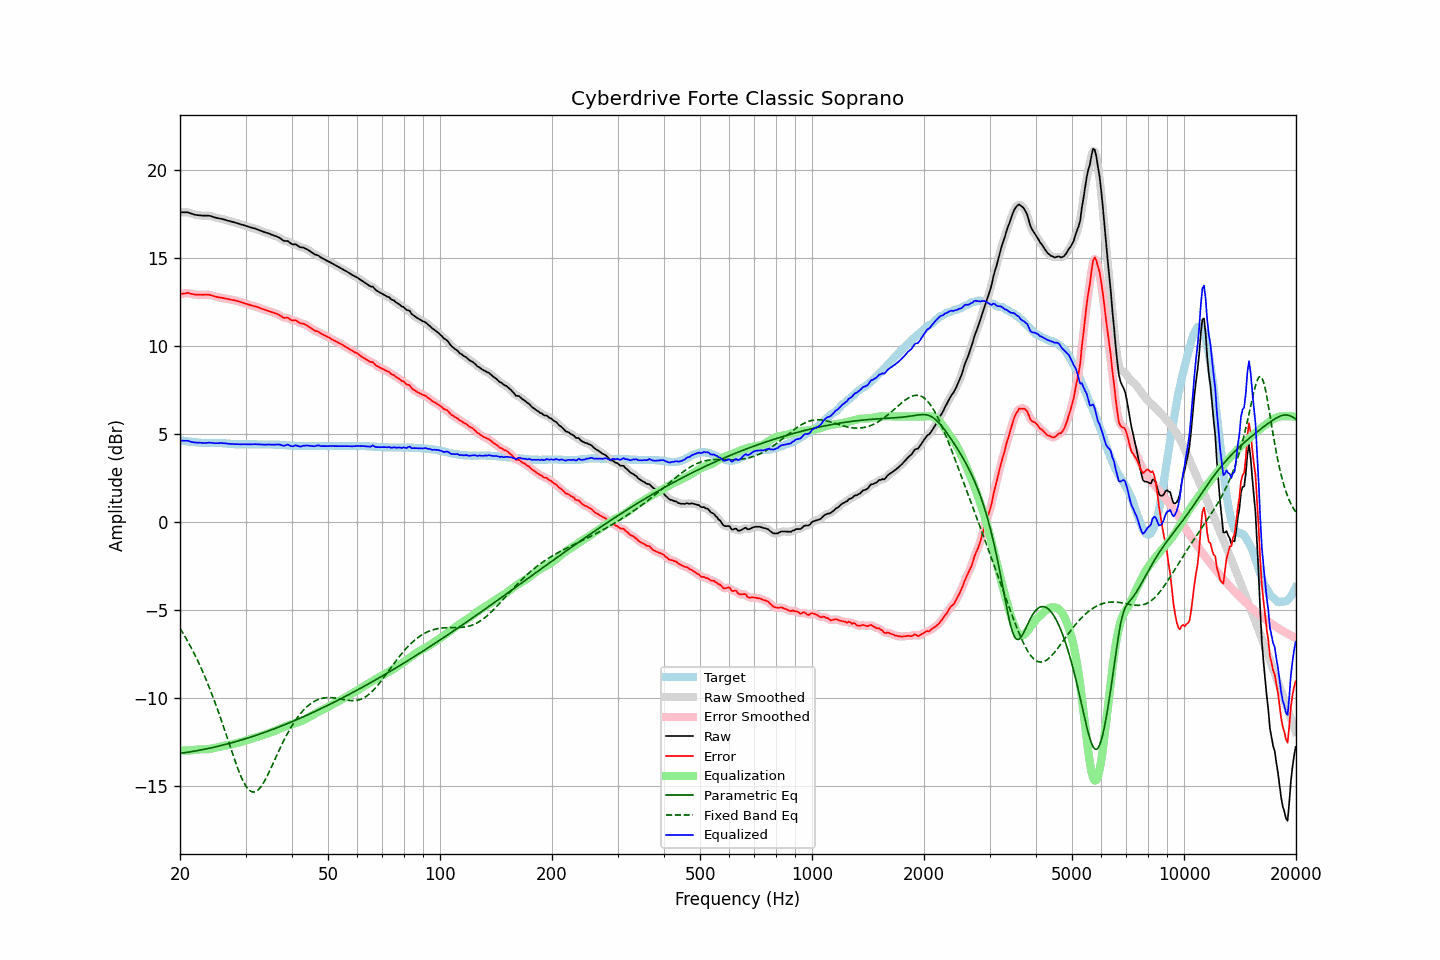 Cyberdrive Forte Classic Soprano
Amplitude (dBr)
20
15
10
5
0
−5
−10
−15
Target
Raw Smoothed
Error Smoothed
Raw
Error
Equalization
Parametric Eq
Fixed Band Eq
Equalized
20 50 100 200 500 1000 2000 5000 10000 20000
Frequency (Hz)